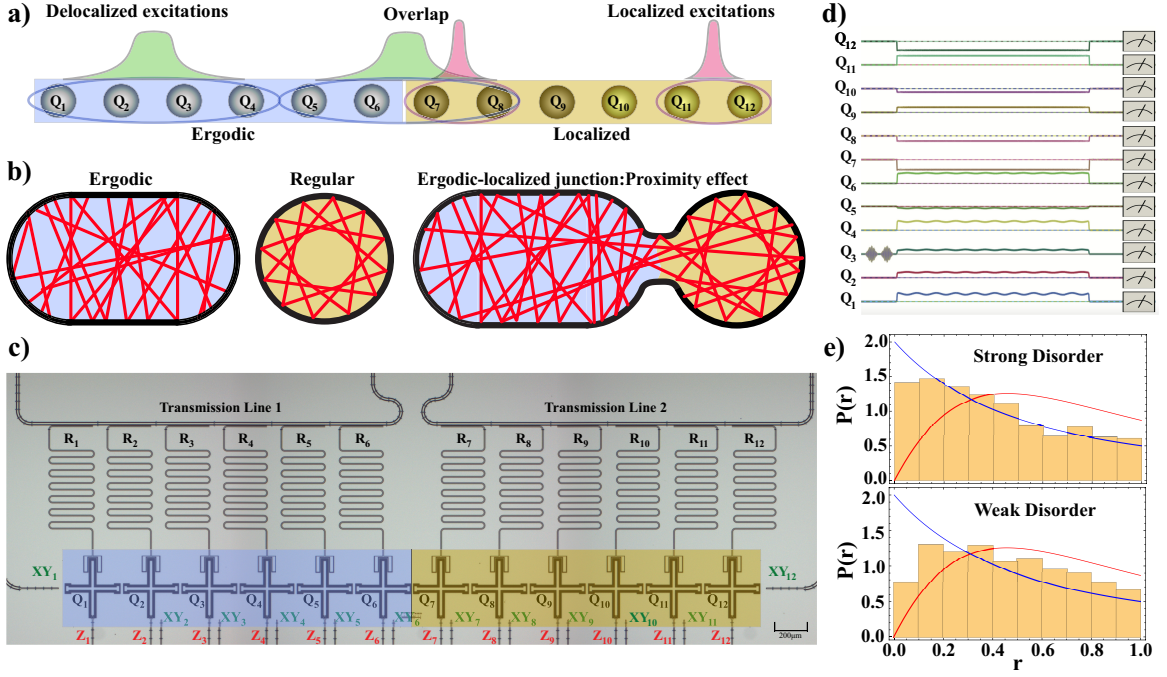 a)
Delocalized excitations
Overlap
Localized excitations
Q1 Q2 Q3 Q4 Q5 Q6 Q7 Q8 Q9 Q10 Q11 Q12
Ergodic
Localized
b)
Ergodic
Regular
Ergodic-localized junction:Proximity effect
c)
Transmission Line 1
Transmission Line 2
R1 R2 R3 R4 R5 R6 R7 R8 R9 R10 R11 R12
XY1
XY12
Q1 Q2 Q3 Q4 Q5 Q6 Q7 Q8 Q9 Q10 Q11 Q12
XY2 XY3 XY4 XY5 XY6 XY7 XY8 XY9 XY10 XY11
Z1 Z2 Z3 Z4 Z5 Z6 Z7 Z8 Z9 Z10 Z11 Z12
200μm
d)
Q12
Q11
Q10
Q9
Q8
Q7
Q6
Q5
Q4
Q3
Q2
Q1
e)
Strong Disorder
P(r)
2.0
1.5
1.0
0.5
0.0
Weak Disorder
P(r)
2.0
1.5
1.0
0.5
0.0
0.0 0.2 0.4 0.6 0.8 1.0
r